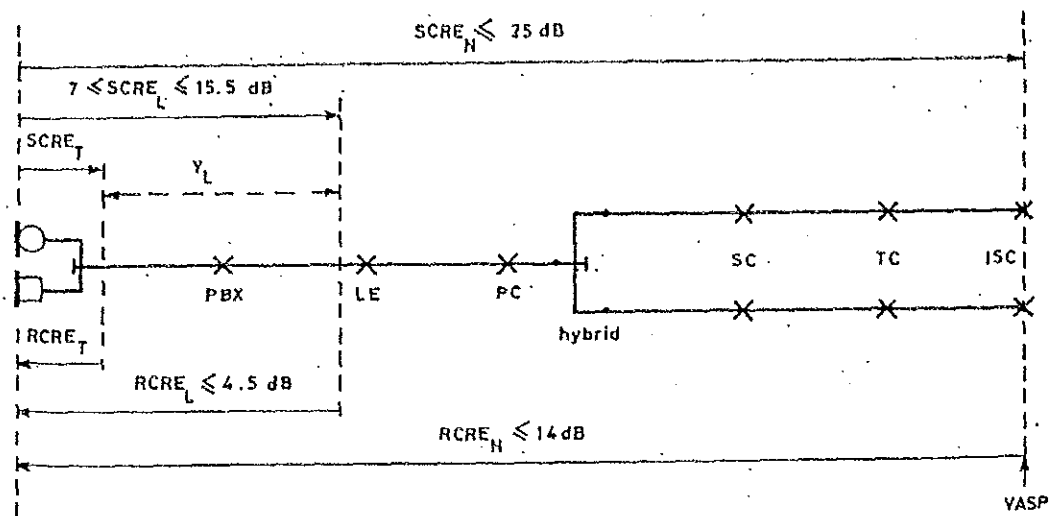 SCRE_N ≤ 25 dB
7 ≤ SCRE_L ≤ 15.5 dB
SCRE_T
Y_L
PBX
LE
PC
SC
TC
ISC
hybrid
RCRE_T
RCRE_L ≤ 4.5 dB
RCRE_N ≤ 14 dB
VASP